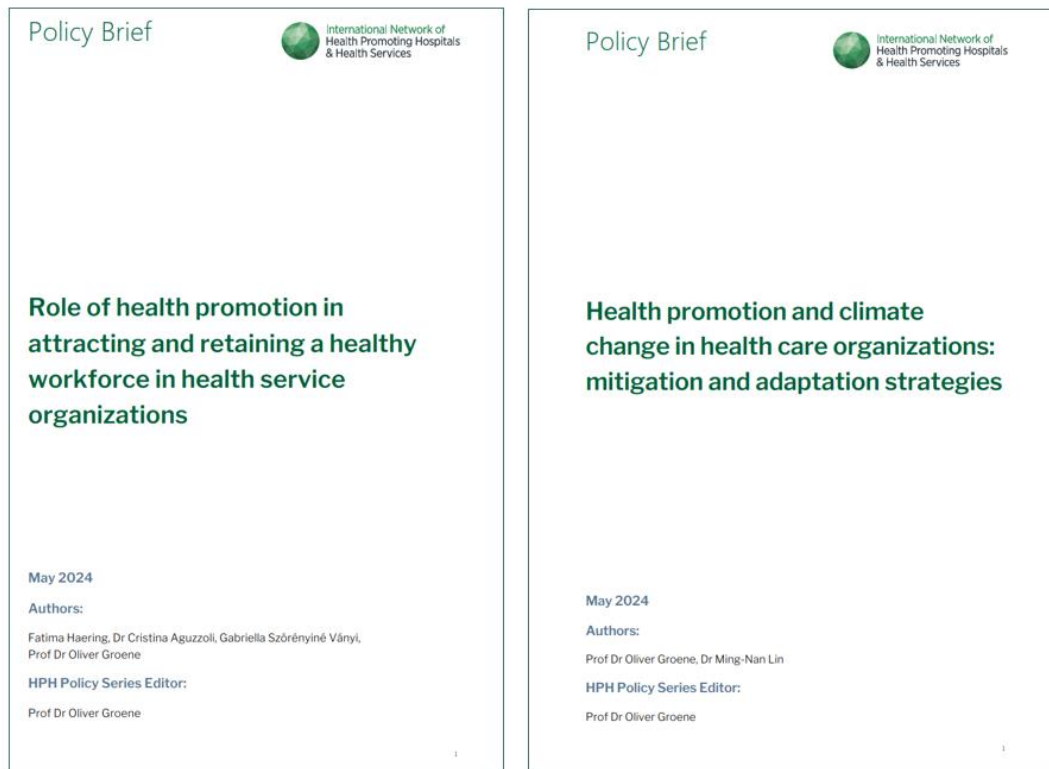 Policy Brief
International Network of
Health Promoting Hospitals
& Health Services
Role of health promotion in
attracting and retaining a healthy
workforce in health service
organizations
May 2024
Authors:
Fatima Haering, Dr Cristina Aguzzoli, Gabriella Szőrényiné Ványi,
Prof Dr Oliver Groene
HPH Policy Series Editor:
Prof Dr Oliver Groene
1
Policy Brief
International Network of
Health Promoting Hospitals
& Health Services
Health promotion and climate
change in health care organizations:
mitigation and adaptation strategies
May 2024
Authors:
Prof Dr Oliver Groene, Dr Ming-Nan Lin
HPH Policy Series Editor:
Prof Dr Oliver Groene
1